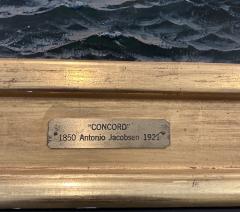 "CONCORD"
1850 Antonio Jacobsen 1921